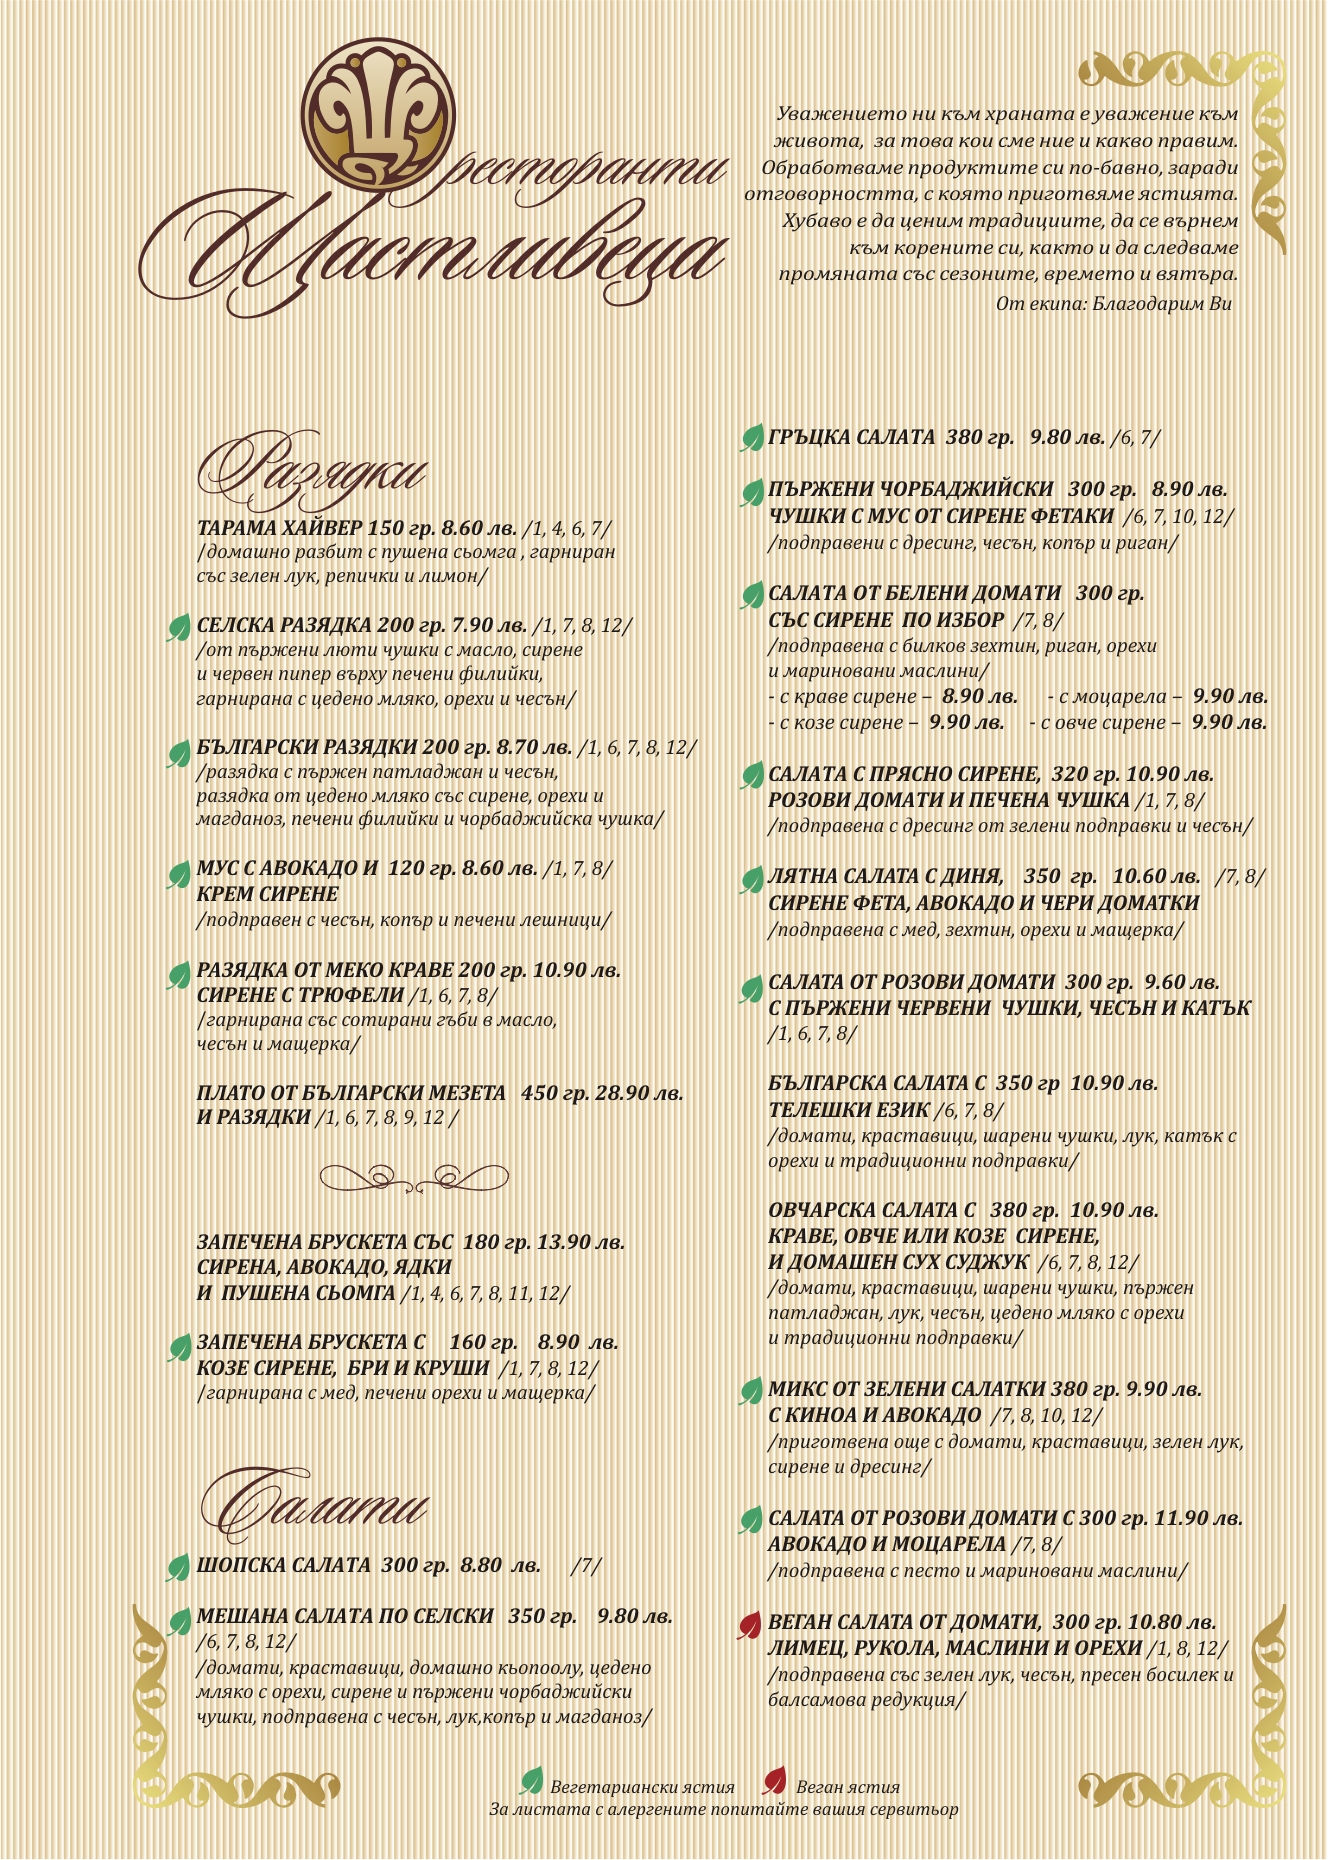 ресторанти
Щастливеца
Уважението ни към храната е уважение към
живота, за това кои сме ние и какво правим.
Обработваме продуктите си по-бавно, заради
отговорността, с която приготвяме ястията.
Хубаво е да ценим традициите, да се върнем
към корените си, както и да следваме
промяната със сезоните, времето и вятъра.
От екипа: Благодарим Ви
Разядки
ТАРАМА ХАЙВЕР 150 гр. 8.60 лв. /1, 4, 6, 7/
/домашно разбит с пушена сьомга , гарниран
със зелен лук, репички и лимон/
СЕЛСКА РАЗЯДКА 200 гр. 7.90 лв. /1, 7, 8, 12/
/от пържени люти чушки с масло, сирене
и червен пипер върху печени филийки,
гарнирана с цедено мляко, орехи и чесън/
БЪЛГАРСКИ РАЗЯДКИ 200 гр. 8.70 лв. /1, 6, 7, 8, 12/
/разядка с пържен патладжан и чесън,
разядка от цедено мляко със сирене, орехи и
магданоз, печени филийки и чорбаджийска чушка/
МУС С АВОКАДО И 120 гр. 8.60 лв. /1, 7, 8/
КРЕМ СИРЕНЕ
/подправен с чесън, копър и печени лешници/
РАЗЯДКА ОТ МЕКО КРАВЕ 200 гр. 10.90 лв.
СИРЕНЕ С ТРЮФЕЛИ /1, 6, 7, 8/
/гарнирана със сотирани гъби в масло,
чесън и мащерка/
ПЛАТО ОТ БЪЛГАРСКИ МЕЗЕТА 450 гр. 28.90 лв.
И РАЗЯДКИ /1, 6, 7, 8, 9, 12 /
ЗАПЕЧЕНА БРУСКЕТА СЪС 180 гр. 13.90 лв.
СИРЕНА, АВОКАДО, ЯДКИ
И ПУШЕНА СЬОМГА /1, 4, 6, 7, 8, 11, 12/
ЗАПЕЧЕНА БРУСКЕТА С 160 гр. 8.90 лв.
КОЗЕ СИРЕНЕ, БРИ И КРУШИ /1, 7, 8, 12/
/гарнирана с мед, печени орехи и мащерка/
Салати
ШОПСКА САЛАТА 300 гр. 8.80 лв. /7/
МЕШАНА САЛАТА ПО СЕЛСКИ 350 гр. 9.80 лв.
/6, 7, 8, 12/
/домати, краставици, домашно кьопоолу, цедено
мляко с орехи, сирене и пържени чорбаджийски
чушки, подправена с чесън, лук,копър и магданоз/
ГРЪЦКА САЛАТА 380 гр. 9.80 лв. /6, 7/
ПЪРЖЕНИ ЧОРБАДЖИЙСКИ 300 гр. 8.90 лв.
ЧУШКИ С МУС ОТ СИРЕНЕ ФЕТАКИ /6, 7, 10, 12/
/подправени с дресинг, чесън, копър и риган/
САЛАТА ОТ БЕЛЕНИ ДОМАТИ 300 гр.
СЪС СИРЕНЕ ПО ИЗБОР /7, 8/
/подправена с билков зехтин, риган, орехи
и мариновани маслини/
- с краве сирене – 8.90 лв. - с моцарела – 9.90 лв.
- с козе сирене – 9.90 лв. - с овче сирене – 9.90 лв.
САЛАТА С ПРЯСНО СИРЕНЕ, 320 гр. 10.90 лв.
РОЗОВИ ДОМАТИ И ПЕЧЕНА ЧУШКА /1, 7, 8/
/подправена с дресинг от зелени подправки и чесън/
ЛЯТНА САЛАТА С ДИНЯ, 350 гр. 10.60 лв. /7, 8/
СИРЕНЕ ФЕТА, АВОКАДО И ЧЕРИ ДОМАТКИ
/подправена с мед, зехтин, орехи и мащерка/
САЛАТА ОТ РОЗОВИ ДОМАТИ 300 гр. 9.60 лв.
С ПЪРЖЕНИ ЧЕРВЕНИ ЧУШКИ, ЧЕСЪН И КАТЪК
/1, 6, 7, 8/
БЪЛГАРСКА САЛАТА С 350 гр 10.90 лв.
ТЕЛЕШКИ ЕЗИК /6, 7, 8/
/домати, краставици, шарени чушки, лук, катък с
орехи и традиционни подправки/
ОВЧАРСКА САЛАТА С 380 гр. 10.90 лв.
КРАВЕ, ОВЧЕ ИЛИ КОЗЕ СИРЕНЕ,
И ДОМАШЕН СУХ СУДЖУК /6, 7, 8, 12/
/домати, краставици, шарени чушки, пържен
патладжан, лук, чесън, цедено мляко с орехи
и традиционни подправки/
МИКС ОТ ЗЕЛЕНИ САЛАТКИ 380 гр. 9.90 лв.
С КИНОА И АВОКАДО /7, 8, 10, 12/
/приготвена още с домати, краставици, зелен лук,
сирене и дресинг/
САЛАТА ОТ РОЗОВИ ДОМАТИ С 300 гр. 11.90 лв.
АВОКАДО И МОЦАРЕЛА /7, 8/
/подправена с песто и мариновани маслини/
ВЕГАН САЛАТА ОТ ДОМАТИ, 300 гр. 10.80 лв.
ЛИМЕЦ, РУКОЛА, МАСЛИНИ И ОРЕХИ /1, 8, 12/
/подправена със зелен лук, чесън, пресен босилек и
балсамова редукция/
Вегетариански ястия Веган ястия
За листата с алергените попитайте вашия сервитьор